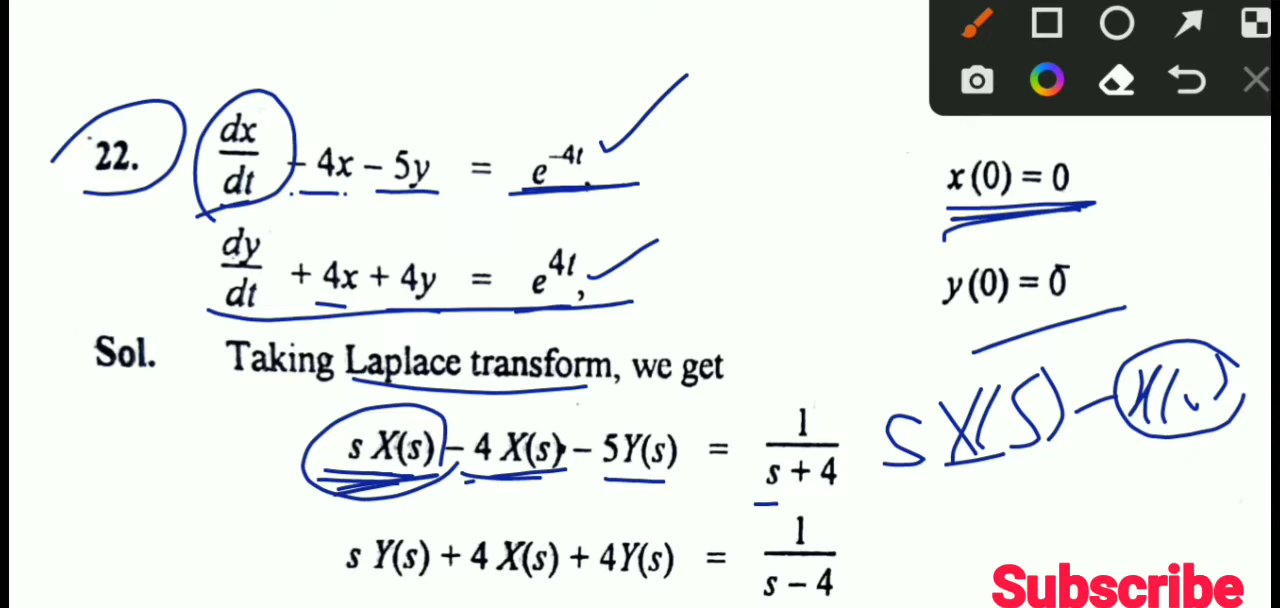 22. dx/dt - 4x - 5y = e^{-4t}, x(0) = 0
dy/dt + 4x + 4y = e^{4t}, y(0) = 0
Sol. Taking Laplace transform, we get
s X(s) - 4 X(s) - 5Y(s) = 1/(s + 4) S X(S) -
s Y(s) + 4 X(s) + 4Y(s) = 1/(s - 4)
Subscribe